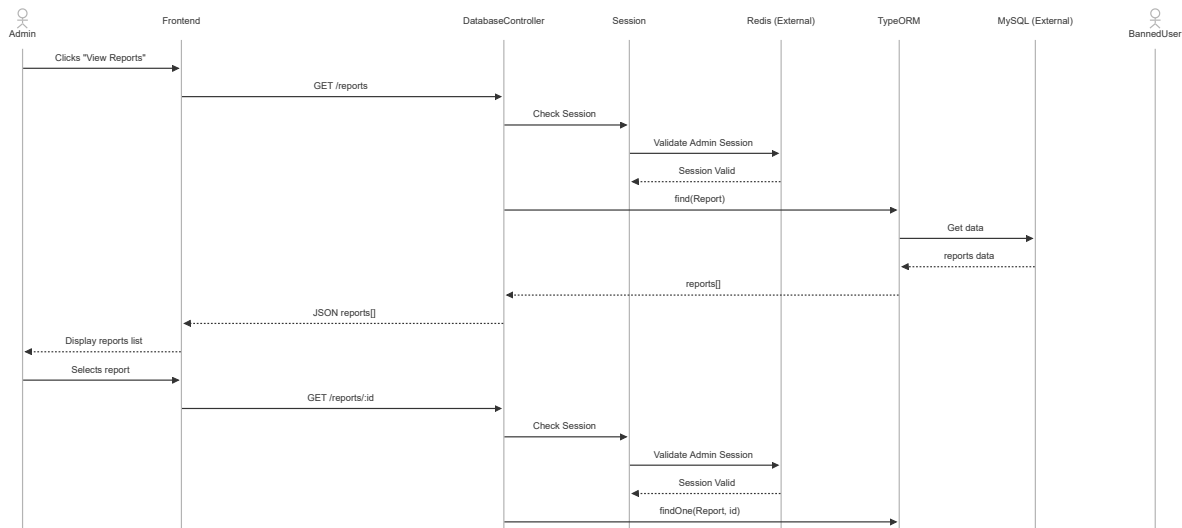 Admin
Frontend
DatabaseController
Session
Redis (External)
TypeORM
MySQL (External)
BannedUser
Clicks "View Reports"
GET /reports
Check Session
Validate Admin Session
Session Valid
find(Report)
Get data
reports data
reports[]
JSON reports[]
Display reports list
Selects report
GET /reports/:id
Check Session
Validate Admin Session
Session Valid
findOne(Report, id)